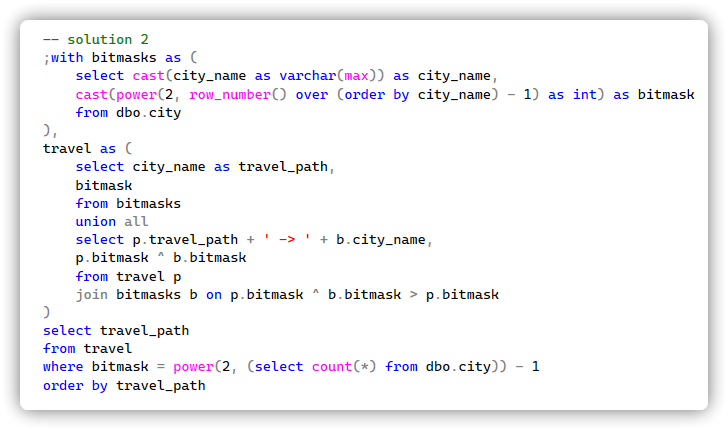 -- solution 2
;with bitmasks as (
    select cast(city_name as varchar(max)) as city_name,
    cast(power(2, row_number() over (order by city_name) - 1) as int) as bitmask
    from dbo.city
),
travel as (
    select city_name as travel_path,
    bitmask
    from bitmasks
    union all
    select p.travel_path + ' -> ' + b.city_name,
    p.bitmask ^ b.bitmask
    from travel p
    join bitmasks b on p.bitmask ^ b.bitmask > p.bitmask
)
select travel_path
from travel
where bitmask = power(2, (select count(*) from dbo.city)) - 1
order by travel_path